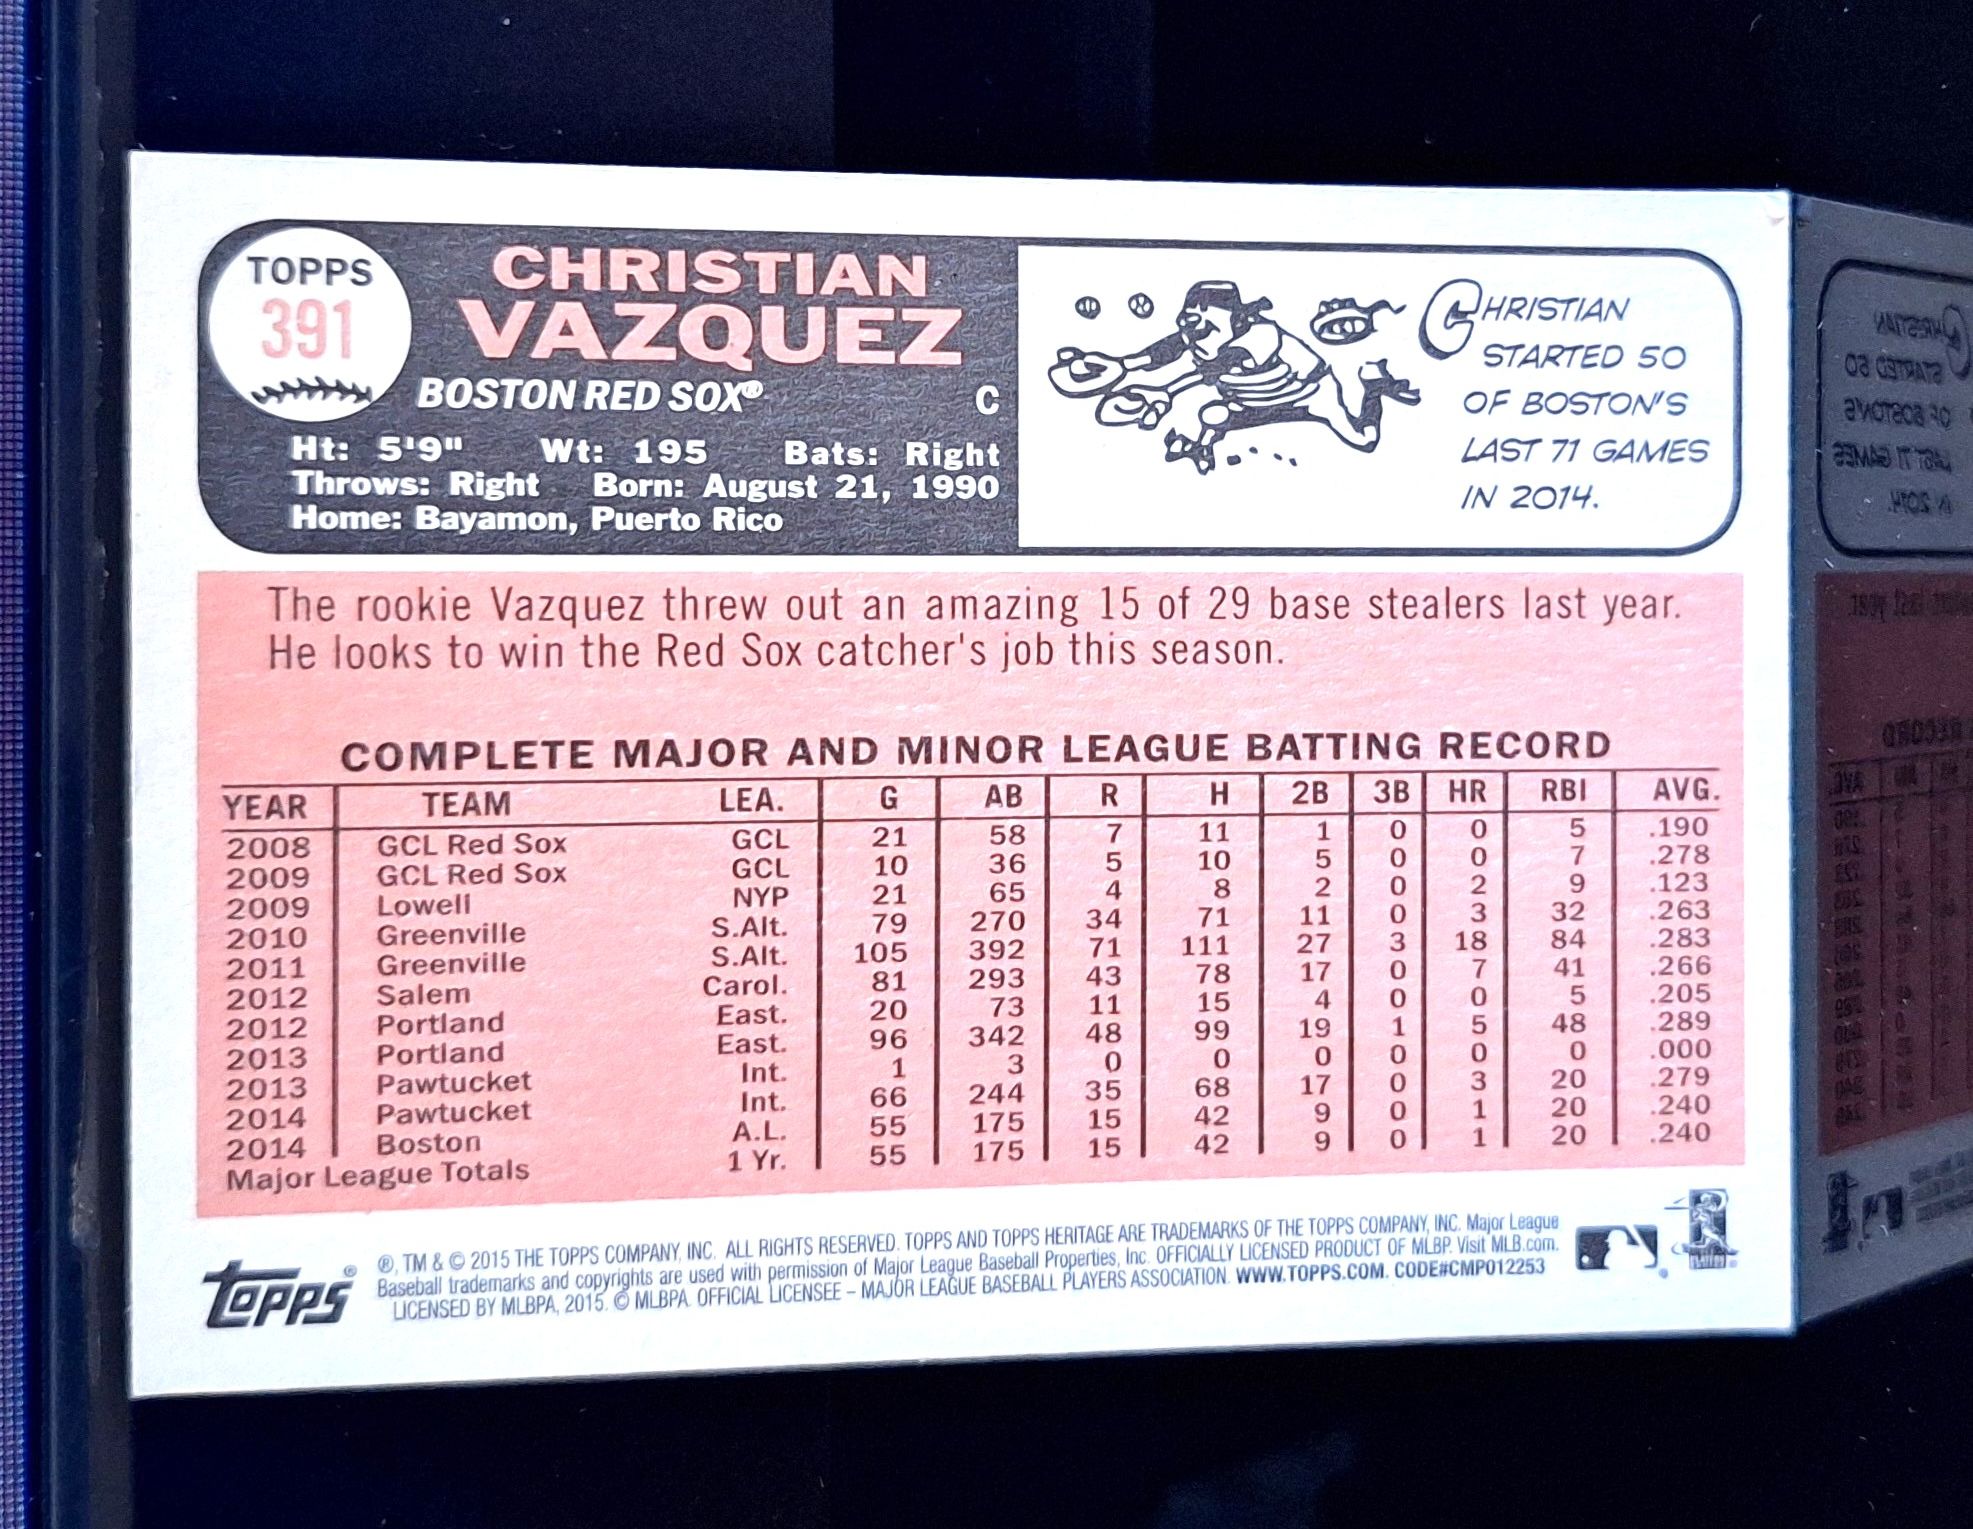 TOPPS
391
CHRISTIAN
VAZQUEZ
BOSTON RED SOX® C
Ht: 5'9" Wt: 195 Bats: Right
Throws: Right Born: August 21, 1990
Home: Bayamon, Puerto Rico
CHRISTIAN
STARTED 50
OF BOSTON'S
LAST 71 GAMES
IN 2014.
The rookie Vazquez threw out an amazing 15 of 29 base stealers last year.
He looks to win the Red Sox catcher's job this season.
COMPLETE MAJOR AND MINOR LEAGUE BATTING RECORD
YEAR TEAM LEA. G AB R H 2B 3B HR RBI AVG.
2008 GCL Red Sox GCL 21 58 7 11 1 0 0 5 .190
2009 GCL Red Sox GCL 10 36 5 10 5 0 0 7 .278
2009 Lowell NYP 21 65 4 8 2 0 2 9 .123
2010 Greenville S.Alt. 79 270 34 71 11 0 3 32 .263
2011 Greenville S.Alt. 105 392 71 111 27 3 18 84 .283
2012 Salem Carol. 81 293 43 78 17 0 7 41 .266
2012 Portland East. 20 73 11 15 4 0 0 5 .205
2013 Portland East. 96 342 48 99 19 1 5 48 .289
2013 Pawtucket Int. 1 3 0 0 0 0 0 0 .000
2014 Pawtucket Int. 66 244 35 68 17 0 3 20 .279
2014 Boston A.L. 55 175 15 42 9 0 1 20 .240
Major League Totals 1 Yr. 55 175 15 42 9 0 1 20 .240
Topps®
®, TM & © 2015 THE TOPPS COMPANY, INC. ALL RIGHTS RESERVED. TOPPS AND TOPPS HERITAGE ARE TRADEMARKS OF THE TOPPS COMPANY, INC. Major League
Baseball trademarks and copyrights are used with permission of Major League Baseball Properties, Inc. OFFICIALLY LICENSED PRODUCT OF MLBP. Visit MLB.com.
LICENSED BY MLBPA, 2015. © MLBPA OFFICIAL LICENSEE – MAJOR LEAGUE BASEBALL PLAYERS ASSOCIATION. WWW.TOPPS.COM. CODE#CMP012253